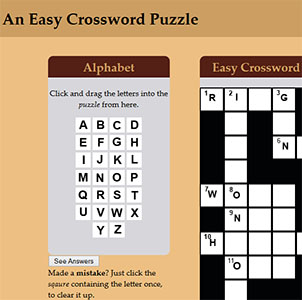 An Easy Crossword Puzzle
Alphabet
Click and drag the letters into the
puzzle from here.
A B C D
E F G H
I J K L
M N O P
Q R S T
U V W X
Y Z
See Answers
Made a mistake? Just click the
sqaure containing the letter once,
to clear it up.
Easy Crossword
1 R 2 I 3 G
6 N
7 W 8 O
9 N
10 H
11 O